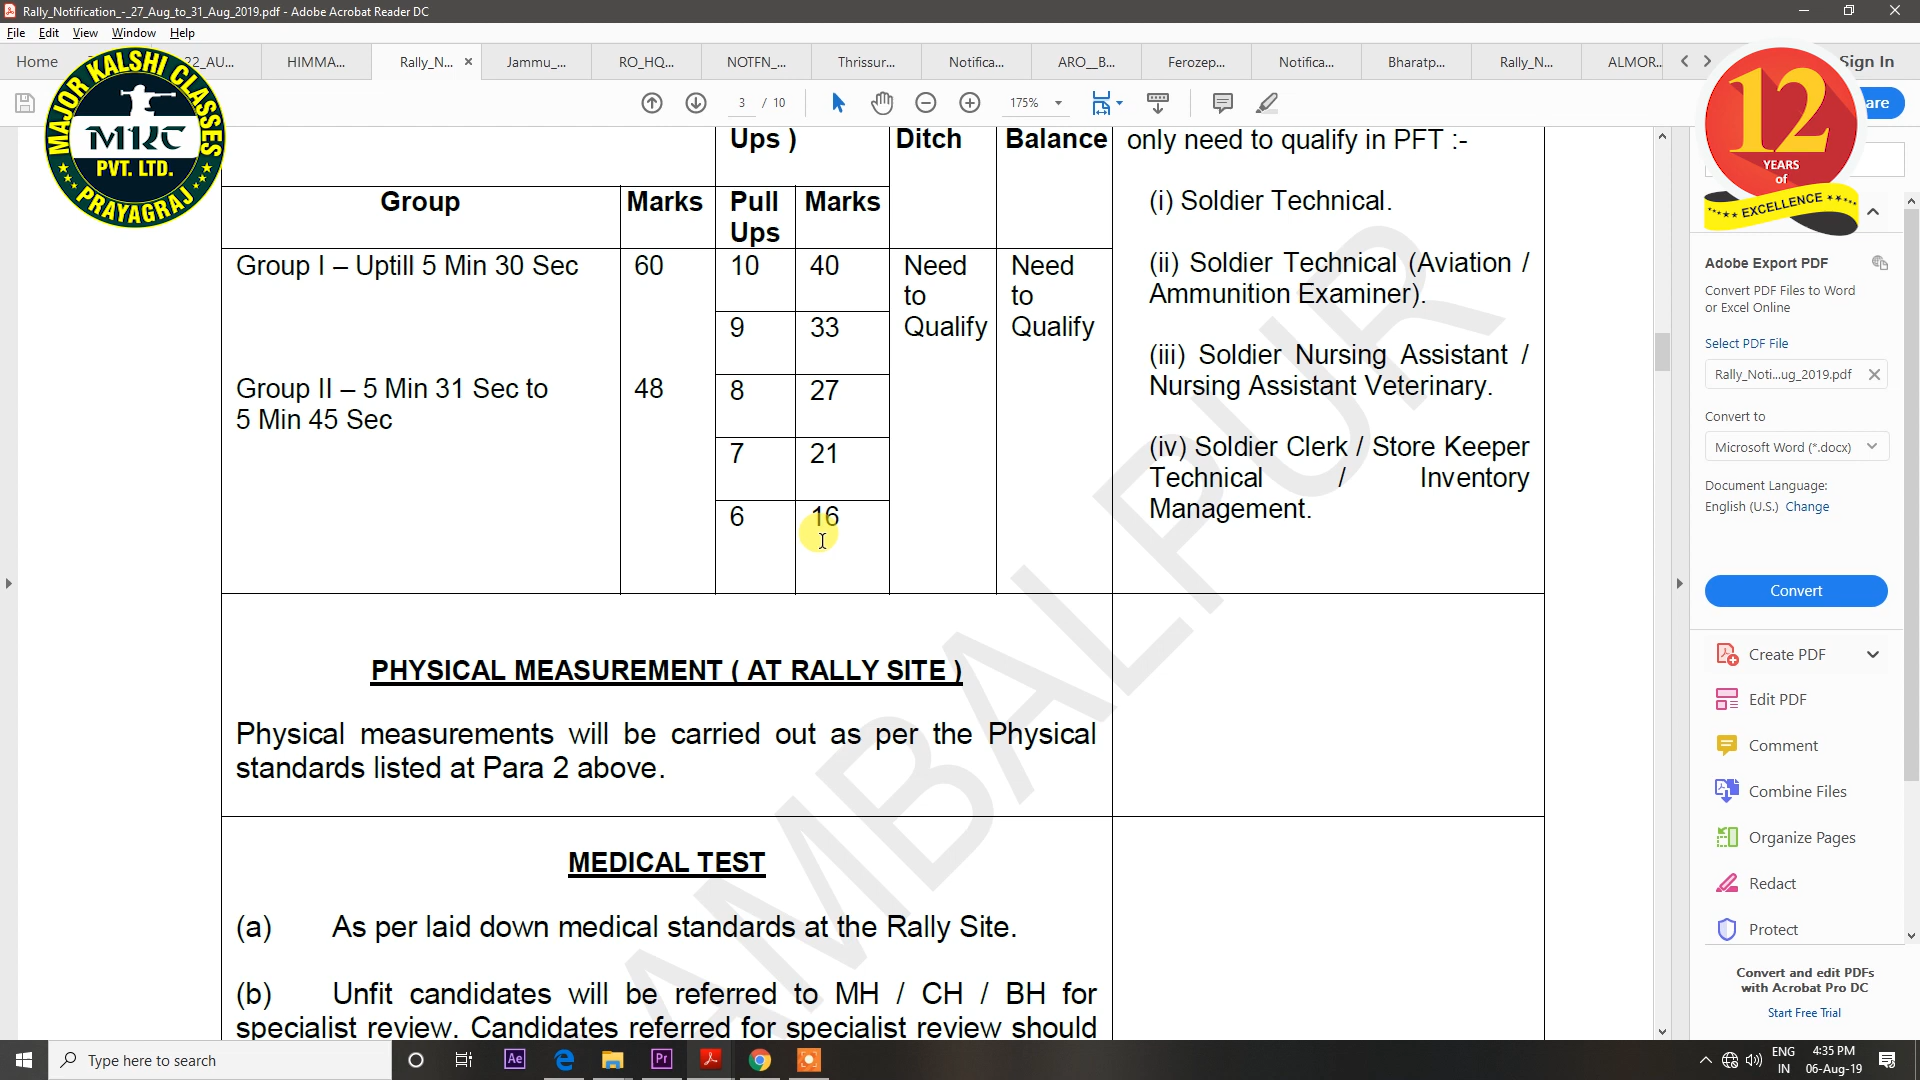 Rally_Notification_-_27_Aug_to_31_Aug_2019.pdf - Adobe Acrobat Reader DC
File Edit View Window Help
Home
22_AU...
HIMMA...
Rally_N...
Jammu_...
RO_HQ...
NOTFN_...
Thrissur...
Notifica...
ARO__B...
Ferozep...
Notifica...
Bharatp...
Rally_N...
ALMOR...
Sign In
3 / 10
175%
are
MAJOR KALSHI CLASSES
MKC
PVT. LTD.
PRAYAGRAJ
12
YEARS
of
EXCELLENCE
Ups )
Ditch
Balance
only need to qualify in PFT :-
Group
Marks
Pull
Ups
Marks
(i) Soldier Technical.
Group I – Uptill 5 Min 30 Sec
60
10
40
Need
to
Qualify
Need
to
Qualify
(ii) Soldier Technical (Aviation /
Ammunition Examiner).
9
33
(iii) Soldier Nursing Assistant /
Nursing Assistant Veterinary.
Group II – 5 Min 31 Sec to
5 Min 45 Sec
48
8
27
7
21
(iv) Soldier Clerk / Store Keeper
Technical / Inventory
Management.
6
16
PHYSICAL MEASUREMENT ( AT RALLY SITE )
Physical measurements will be carried out as per the Physical
standards listed at Para 2 above.
MEDICAL TEST
(a) As per laid down medical standards at the Rally Site.
(b) Unfit candidates will be referred to MH / CH / BH for
specialist review. Candidates referred for specialist review should
AMBALPUR
Adobe Export PDF
Convert PDF Files to Word
or Excel Online
Select PDF File
Rally_Noti...ug_2019.pdf
Convert to
Microsoft Word (*.docx)
Document Language:
English (U.S.) Change
Convert
Create PDF
Edit PDF
Comment
Combine Files
Organize Pages
Redact
Protect
Convert and edit PDFs
with Acrobat Pro DC
Start Free Trial
Type here to search
Ae
Pr
ENG
IN
4:35 PM
06-Aug-19